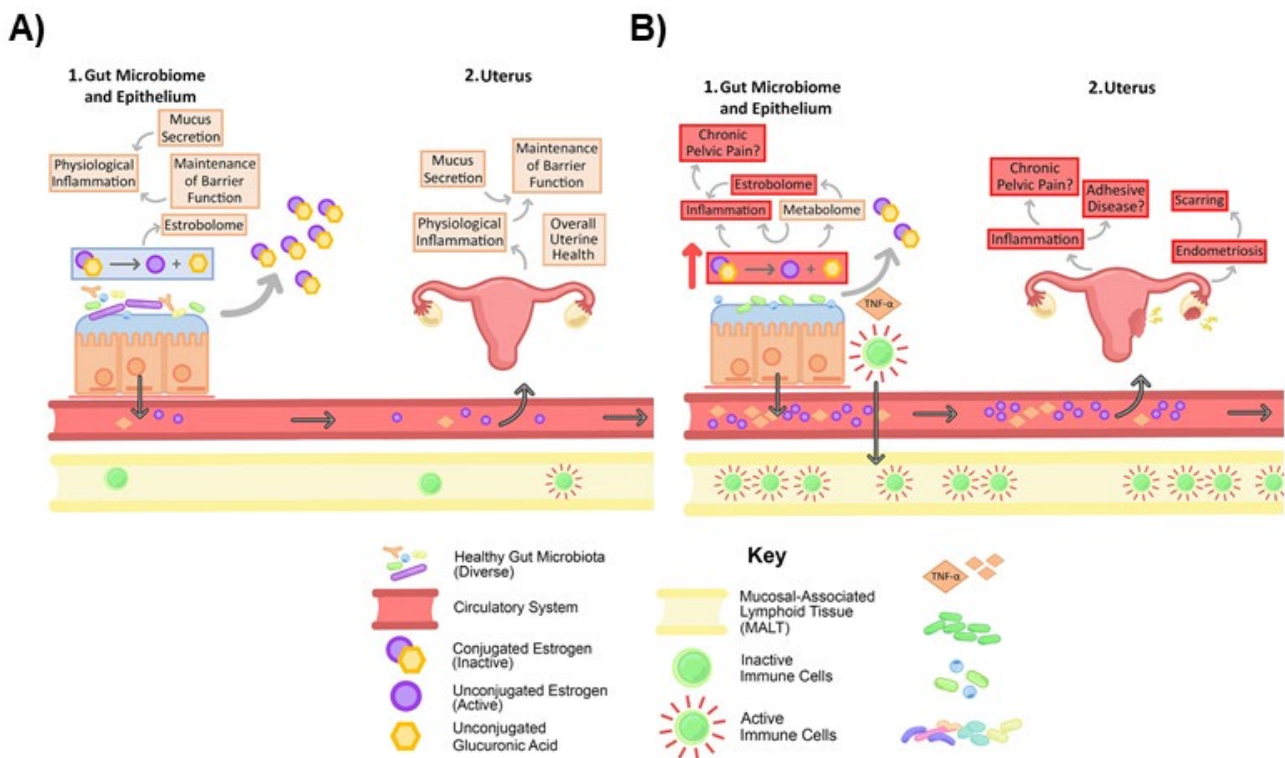 A)
1. Gut Microbiome
and Epithelium
Mucus
Secretion
Physiological
Inflammation
Maintenance
of Barrier
Function
Estrobolome
+
2. Uterus
Mucus
Secretion
Maintenance
of Barrier
Function
Physiological
Inflammation
Overall
Uterine
Health
B)
1. Gut Microbiome
and Epithelium
Chronic
Pelvic Pain?
Estrobolome
Inflammation
Metabolome
+
TNF-α
2. Uterus
Chronic
Pelvic Pain?
Adhesive
Disease?
Scarring
Inflammation
Endometriosis
Key
Healthy Gut Microbiota
(Diverse)
Circulatory System
Conjugated Estrogen
(Inactive)
Unconjugated Estrogen
(Active)
Unconjugated
Glucuronic Acid
Mucosal-Associated
Lymphoid Tissue
(MALT)
Inactive
Immune Cells
Active
Immune Cells
TNF-α